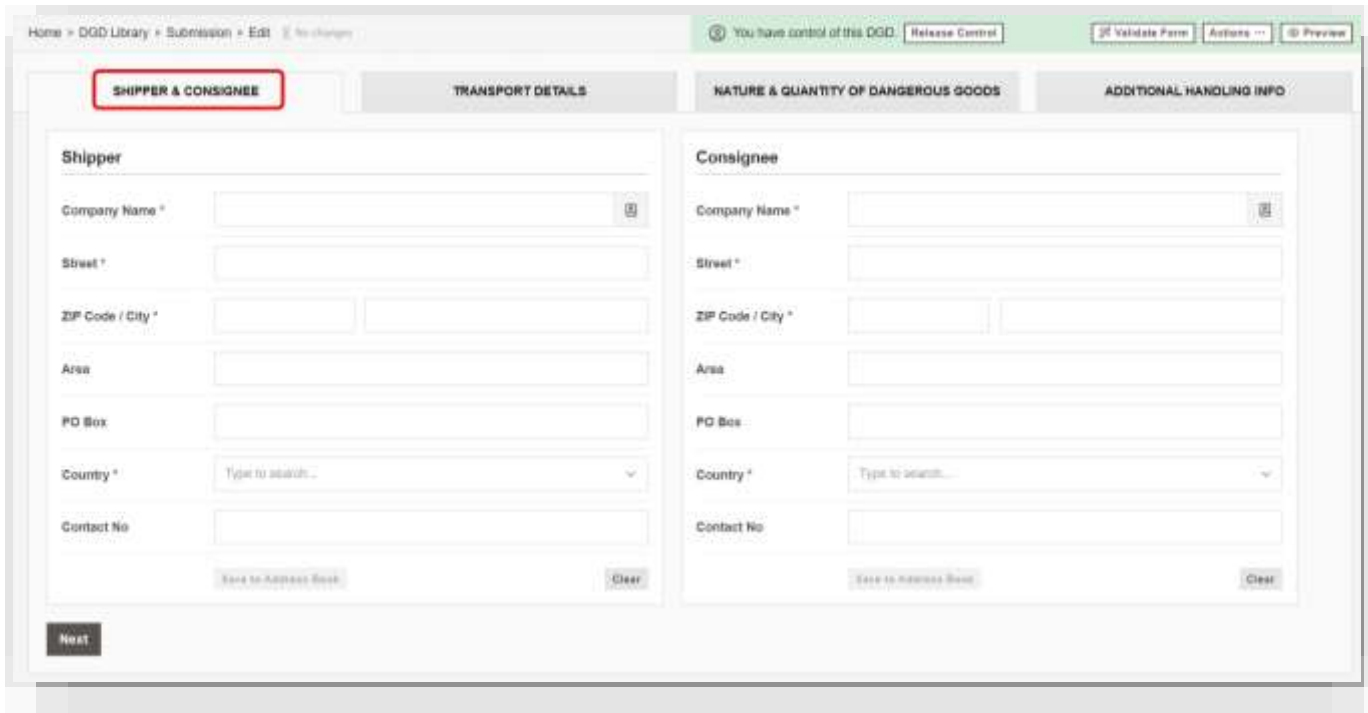 Home » DGD Library » Submission » Edit No changes
You have control of this DGD. Release Control
Validate Form Actions ··· Preview
SHIPPER & CONSIGNEE
TRANSPORT DETAILS
NATURE & QUANTITY OF DANGEROUS GOODS
ADDITIONAL HANDLING INFO
Shipper
Company Name *
Street *
ZIP Code / City *
Area
PO Box
Country * Type to search...
Contact No
Save to Address Book Clear
Consignee
Company Name *
Street *
ZIP Code / City *
Area
PO Box
Country * Type to search...
Contact No
Save to Address Book Clear
Next